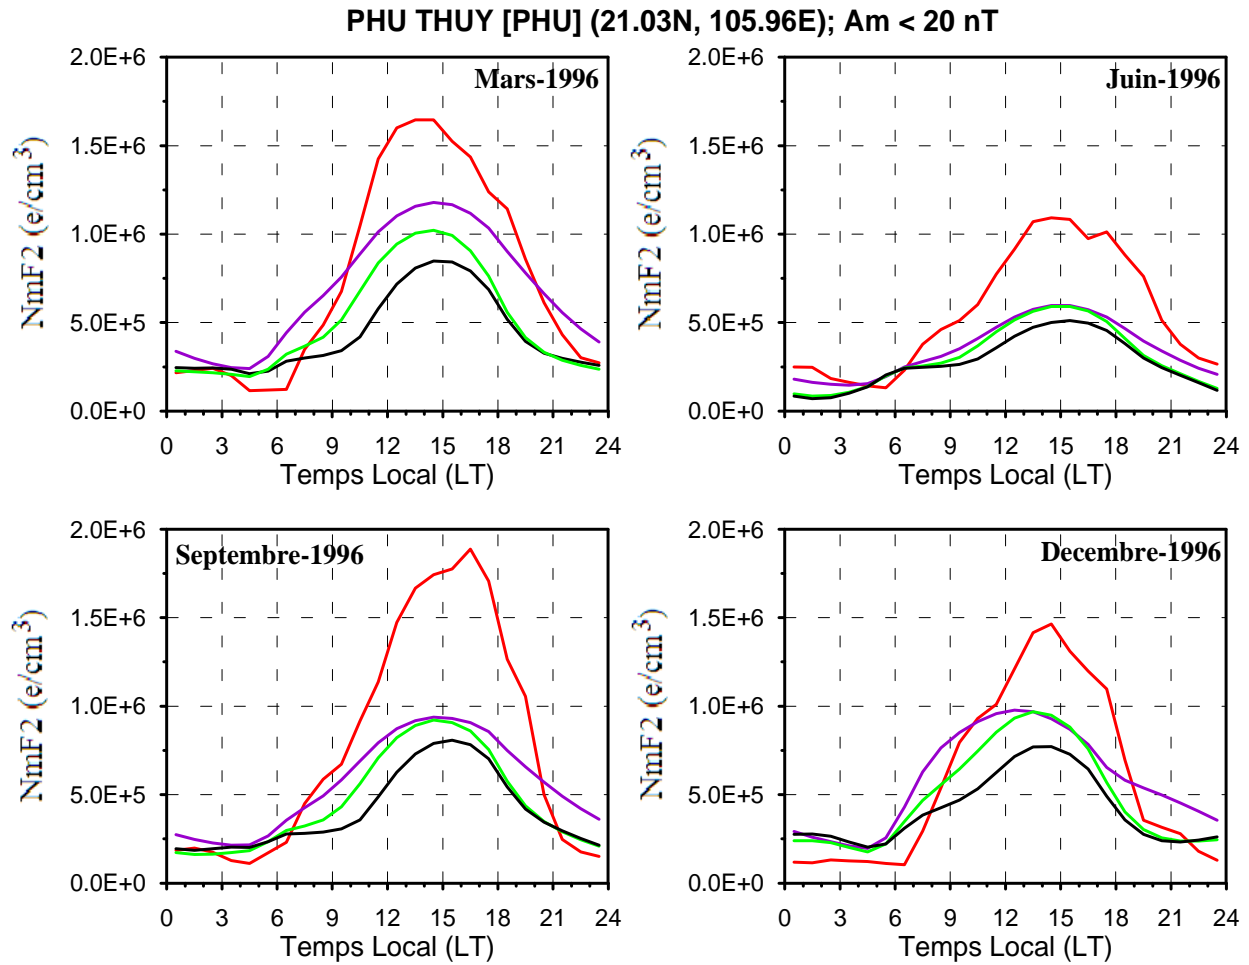 PHU THUY [PHU] (21.03N, 105.96E); Am < 20 nT
2.0E+6
1.5E+6
1.0E+6
5.0E+5
0.0E+0
NmF2 (e/cm³)
Mars-1996
0 3 6 9 12 15 18 21 24
Temps Local (LT)
2.0E+6
1.5E+6
1.0E+6
5.0E+5
0.0E+0
NmF2 (e/cm³)
Juin-1996
0 3 6 9 12 15 18 21 24
Temps Local (LT)
2.0E+6
1.5E+6
1.0E+6
5.0E+5
0.0E+0
NmF2 (e/cm³)
Septembre-1996
0 3 6 9 12 15 18 21 24
Temps Local (LT)
2.0E+6
1.5E+6
1.0E+6
5.0E+5
0.0E+0
NmF2 (e/cm³)
Decembre-1996
0 3 6 9 12 15 18 21 24
Temps Local (LT)